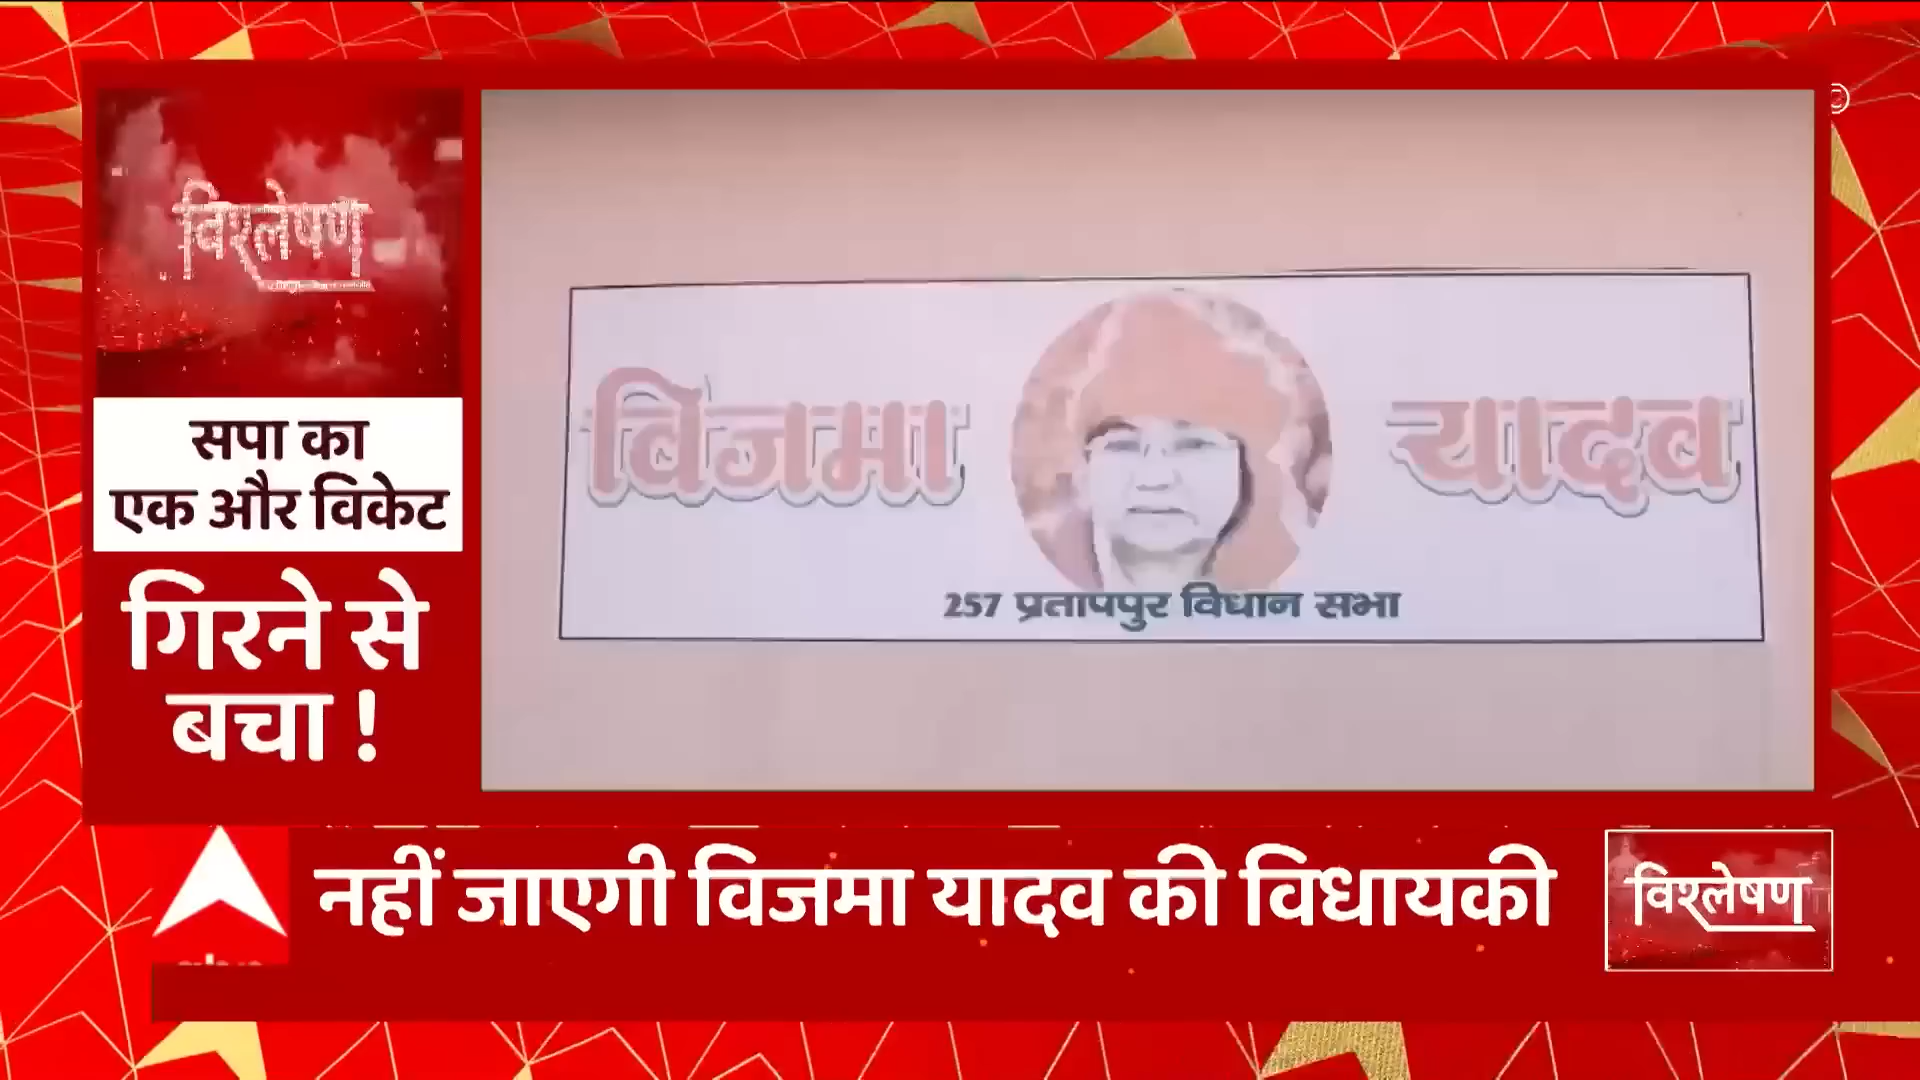 विश्लेषण
सपा का
एक और विकेट
गिरने से
बचा !
विजमा यादव
257 प्रतापपुर विधान सभा
नहीं जाएगी विजमा यादव की विधायकी
विश्लेषण